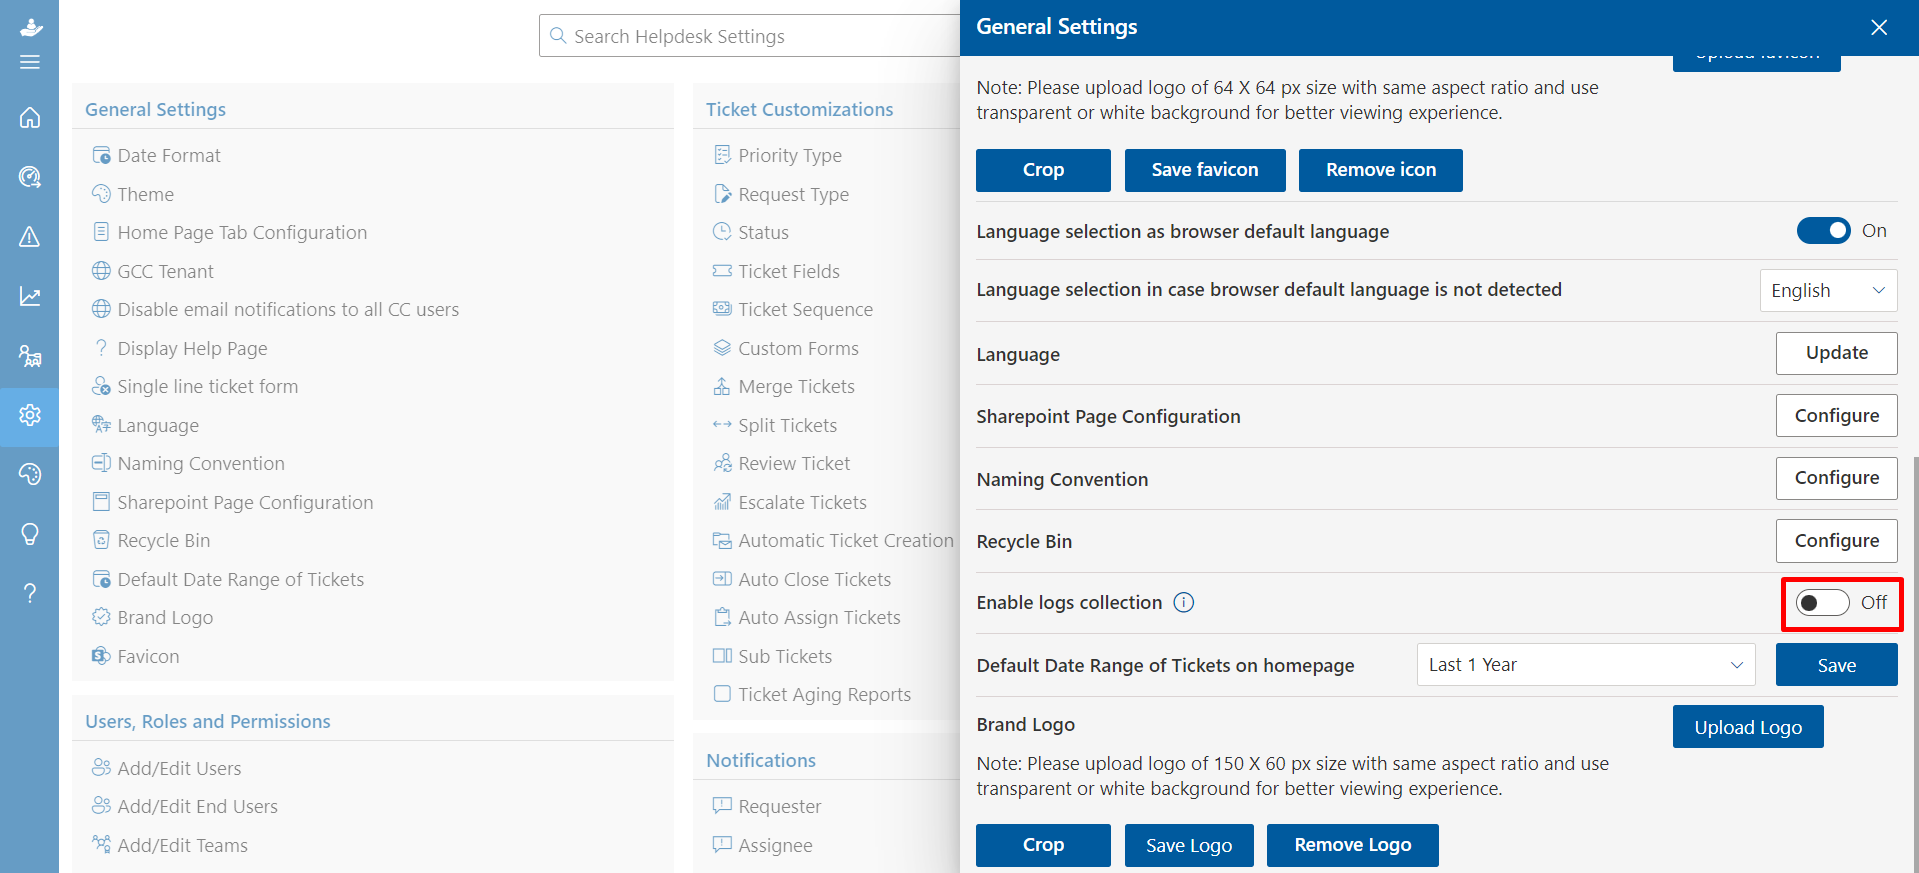 Search Helpdesk Settings
General Settings
Date Format
Theme
Home Page Tab Configuration
GCC Tenant
Disable email notifications to all CC users
Display Help Page
Single line ticket form
Language
Naming Convention
Sharepoint Page Configuration
Recycle Bin
Default Date Range of Tickets
Brand Logo
Favicon
Users, Roles and Permissions
Add/Edit Users
Add/Edit End Users
Add/Edit Teams
Ticket Customizations
Priority Type
Request Type
Status
Ticket Fields
Ticket Sequence
Custom Forms
Merge Tickets
Split Tickets
Review Ticket
Escalate Tickets
Automatic Ticket Creation
Auto Close Tickets
Auto Assign Tickets
Sub Tickets
Ticket Aging Reports
Notifications
Requester
Assignee
General Settings
Upload favicon
Note: Please upload logo of 64 X 64 px size with same aspect ratio and use
transparent or white background for better viewing experience.
Crop Save favicon Remove icon
Language selection as browser default language On
Language selection in case browser default language is not detected English
Language Update
Sharepoint Page Configuration Configure
Naming Convention Configure
Recycle Bin Configure
Enable logs collection Off
Default Date Range of Tickets on homepage Last 1 Year Save
Brand Logo Upload Logo
Note: Please upload logo of 150 X 60 px size with same aspect ratio and use
transparent or white background for better viewing experience.
Crop Save Logo Remove Logo